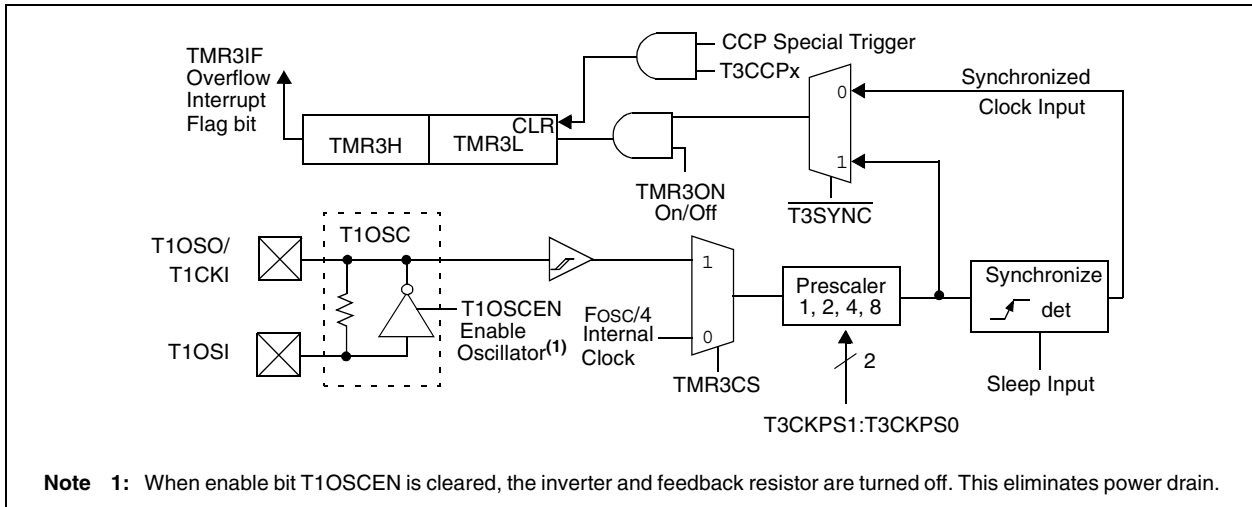 TMR3IF
Overflow
Interrupt
Flag bit
CCP Special Trigger
T3CCPx
Synchronized
Clock Input
0
1
CLR
TMR3H
TMR3L
TMR3ON
On/Off
T3SYNC
T1OSO/
T1CKI
T1OSC
T1OSI
T1OSCEN
Enable
Oscillator(1)
FOSC/4
Internal
Clock
1
0
TMR3CS
Prescaler
1, 2, 4, 8
2
T3CKPS1:T3CKPS0
Synchronize
det
Sleep Input
Note 1: When enable bit T1OSCEN is cleared, the inverter and feedback resistor are turned off. This eliminates power drain.